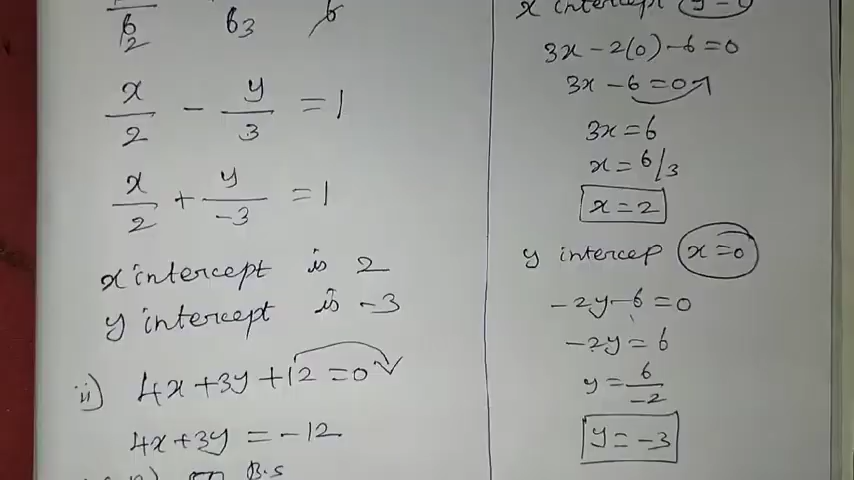 6 2 6 3 6
x/2 - y/3 = 1
x/2 + y/-3 = 1
x intercept is 2
y intercept is -3
ii) 4x + 3y + 12 = 0
4x + 3y = -12
B.S
x intercept
3x - 2(0) - 6 = 0
3x - 6 = 0
3x = 6
x = 6/3
x = 2
y intercep x = 0
-2y - 6 = 0
-2y = 6
y = 6/-2
y = -3